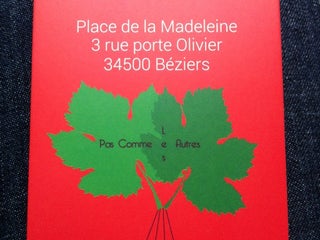 Place de la Madeleine
3 rue porte Olivier
34500 Béziers
Pas Comme Les Autres